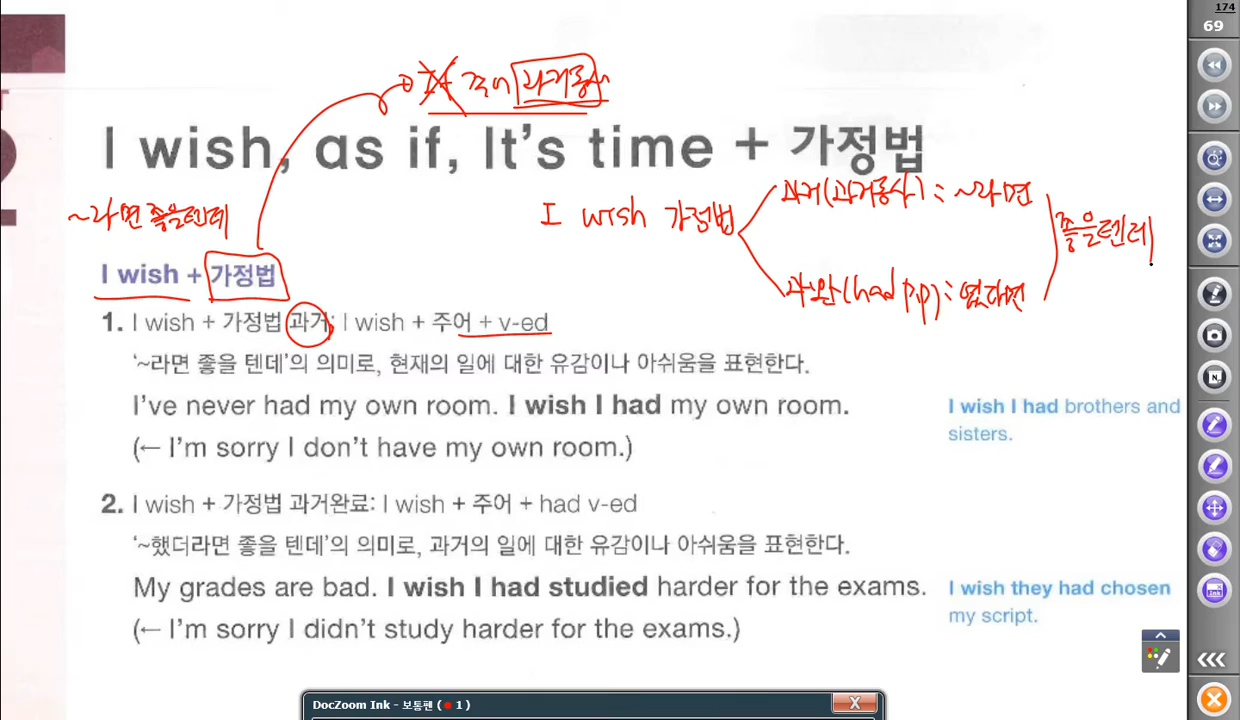 174
69
If 주어 과거동사
I wish, as if, It's time + 가정법
~라면 좋을텐데
I wish 가정법
과거(과거동사) : ~라면
좋을텐데
과완(had p.p) : 었다면
I wish + 가정법
1. I wish + 가정법 과거: I wish + 주어 + v-ed
'~라면 좋을 텐데'의 의미로, 현재의 일에 대한 유감이나 아쉬움을 표현한다.
I've never had my own room. I wish I had my own room.
(← I'm sorry I don't have my own room.)
I wish I had brothers and
sisters.
2. I wish + 가정법 과거완료: I wish + 주어 + had v-ed
'~했더라면 좋을 텐데'의 의미로, 과거의 일에 대한 유감이나 아쉬움을 표현한다.
My grades are bad. I wish I had studied harder for the exams.
(← I'm sorry I didn't study harder for the exams.)
I wish they had chosen
my script.
Ink
DocZoom Ink - 보통펜 ( 1 )